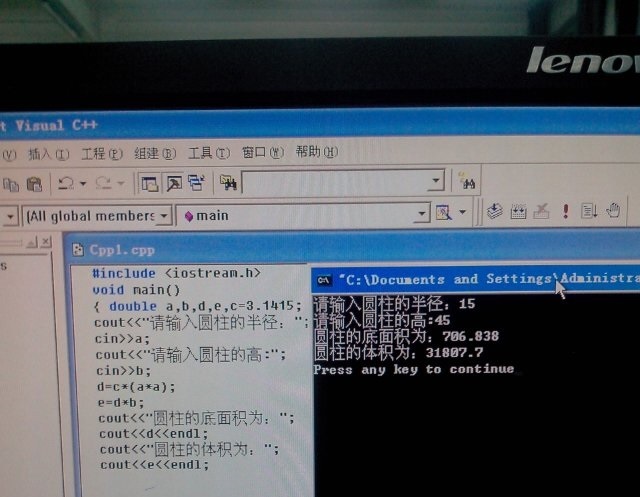 lenov
t Visual C++
(V) 插入(I) 工程(P) 组建(B) 工具(T) 窗口(W) 帮助(H)
(All global members main
Cpp1.cpp
s
#include <iostream.h>
void main()
{ double a,b,d,e,c=3.1415;
cout<<"请输入圆柱的半径：";
cin>>a;
cout<<"请输入圆柱的高:";
cin>>b;
d=c*(a*a);
e=d*b;
cout<<"圆柱的底面积为：";
cout<<d<<endl;
cout<<"圆柱的体积为：";
cout<<e<<endl;
"C:\Documents and Settings\Administra
请输入圆柱的半径：15
请输入圆柱的高:45
圆柱的底面积为：706.838
圆柱的体积为：31807.7
Press any key to continue